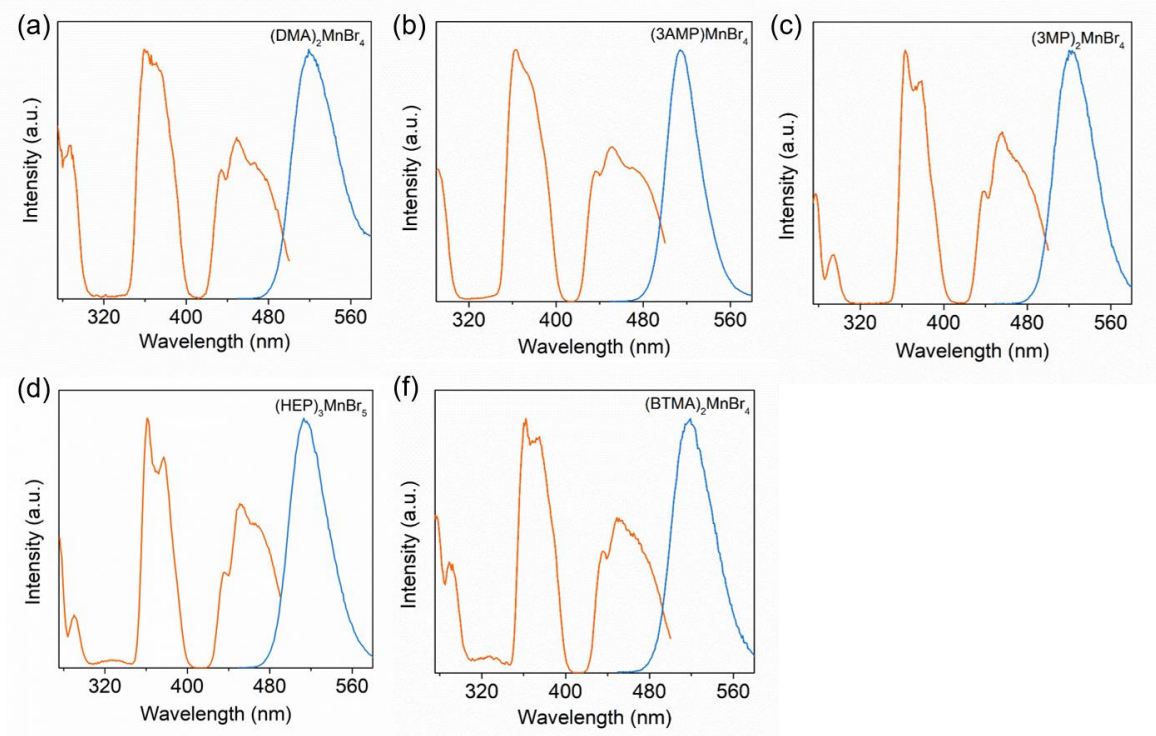 (a)
(DMA)₂MnBr₄
Intensity (a.u.)
320 400 480 560
Wavelength (nm)
(b)
(3AMP)MnBr₄
Intensity (a.u.)
320 400 480 560
Wavelength (nm)
(c)
(3MP)₂MnBr₄
Intensity (a.u.)
320 400 480 560
Wavelength (nm)
(d)
(HEP)₃MnBr₅
Intensity (a.u.)
320 400 480 560
Wavelength (nm)
(f)
(BTMA)₂MnBr₄
Intensity (a.u.)
320 400 480 560
Wavelength (nm)